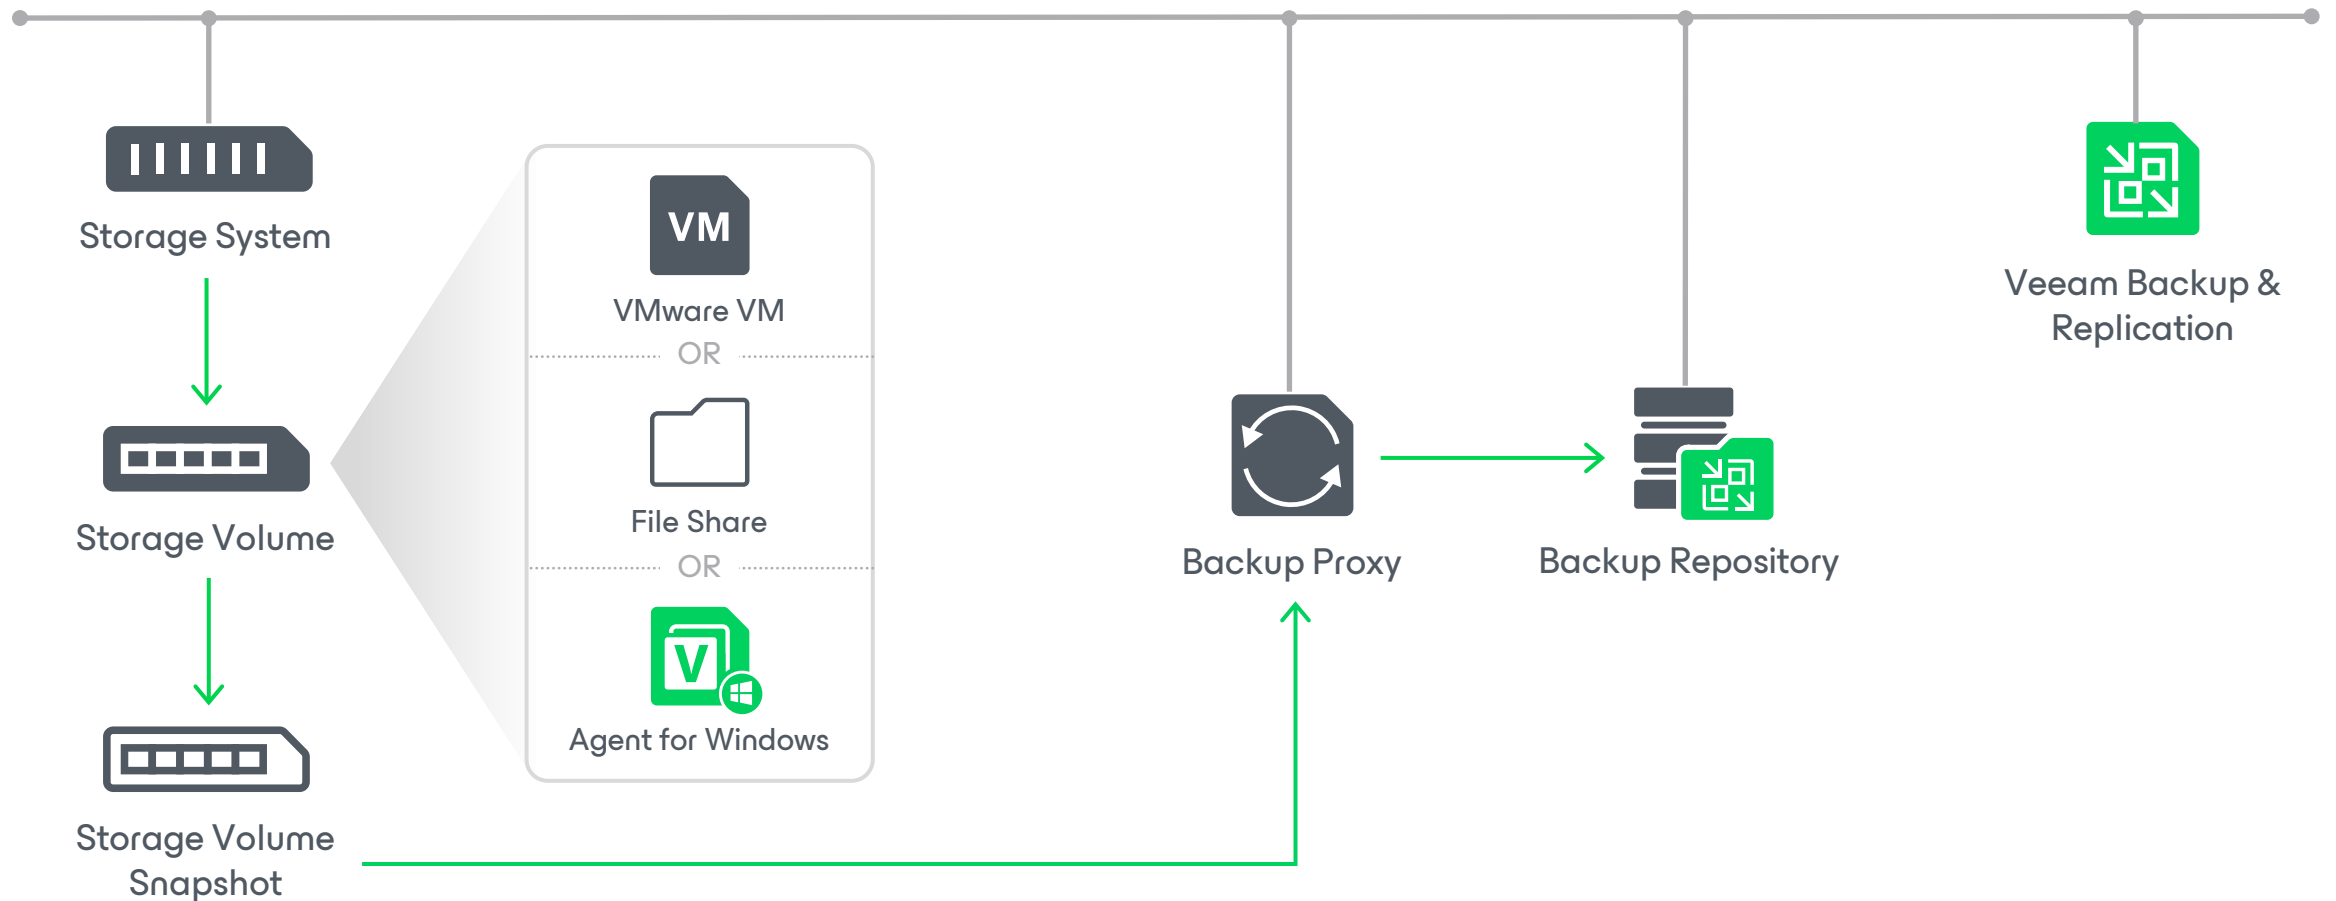 Storage System
VM
VMware VM
OR
File Share
OR
V
Agent for Windows
Storage Volume
Storage Volume
Snapshot
Backup Proxy
Backup Repository
Veeam Backup &
Replication